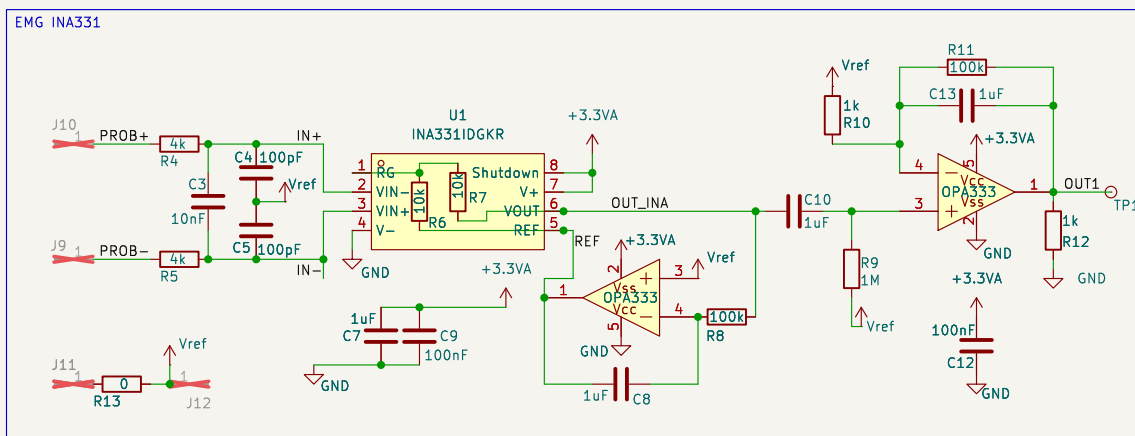 EMG INA331
J10
1
PROB+
4k
R4
IN+
C4
100pF
Vref
C3
10nF
C5
100pF
J9
1
PROB-
4k
R5
IN-
U1
INA331IDGKR
1
RG
2
VIN-
3
VIN+
4
V-
10k
R6
10k
R7
Shutdown
8
V+
7
VOUT
6
REF
5
GND
+3.3VA
OUT_INA
REF
+3.3VA
2
Vss
OPA333
Vcc
5
1
3
4
Vref
GND
100k
R8
1uF
C8
+3.3VA
1uF
C7
C9
100nF
GND
J11
1
0
R13
Vref
1
J12
C10
1uF
R9
1M
Vref
Vref
1k
R10
R11
100k
C13
1uF
+3.3VA
4
5
Vcc
OPA333
Vss
2
3
1
GND
OUT1
TP1
1k
R12
GND
+3.3VA
100nF
C12
GND